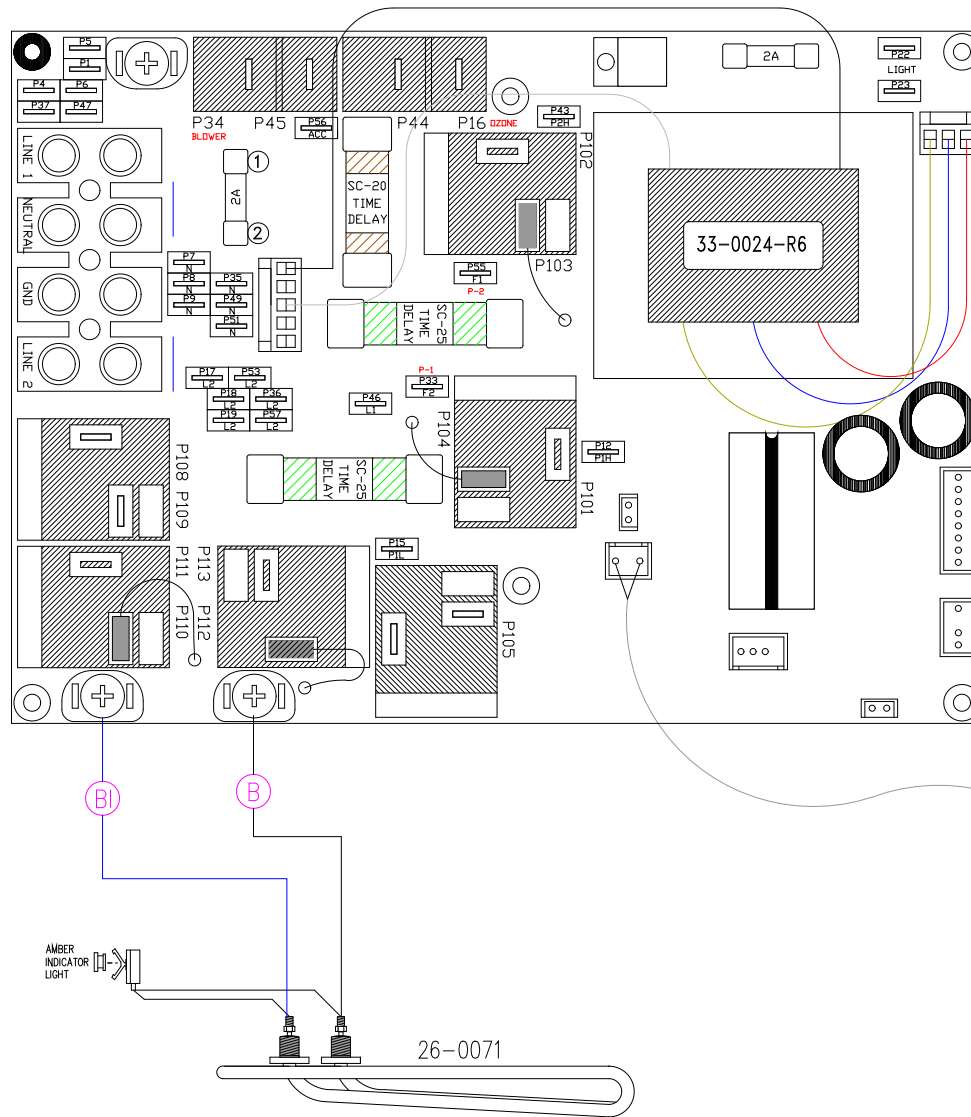 P5
P1
P4 P6
P37 P47
P34 P45 P44 P16
BLOWER
OZONE
P56
ACC
P43
P2H
2A
P22
LIGHT
P23
LINE 1
NEUTRAL
GND
LINE 2
1
2A
2
SC-20
TIME
DELAY
P102
P103
P55
F1
P-2
33-0024-R6
P7
N
P8
N
P9
N
P35
N
P49
N
P51
N
SC-25
TIME
DELAY
P17
L2
P53
L2
P18
L2
P36
L2
P19
L2
P57
L2
P-1
P33
F2
P46
L1
P104
P101
P12
P1H
SC-25
TIME
DELAY
P108 P109
P111 P110
P113 P112
P15
P1L
P105
Bl
B
AMBER
INDICATOR
LIGHT
26-0071